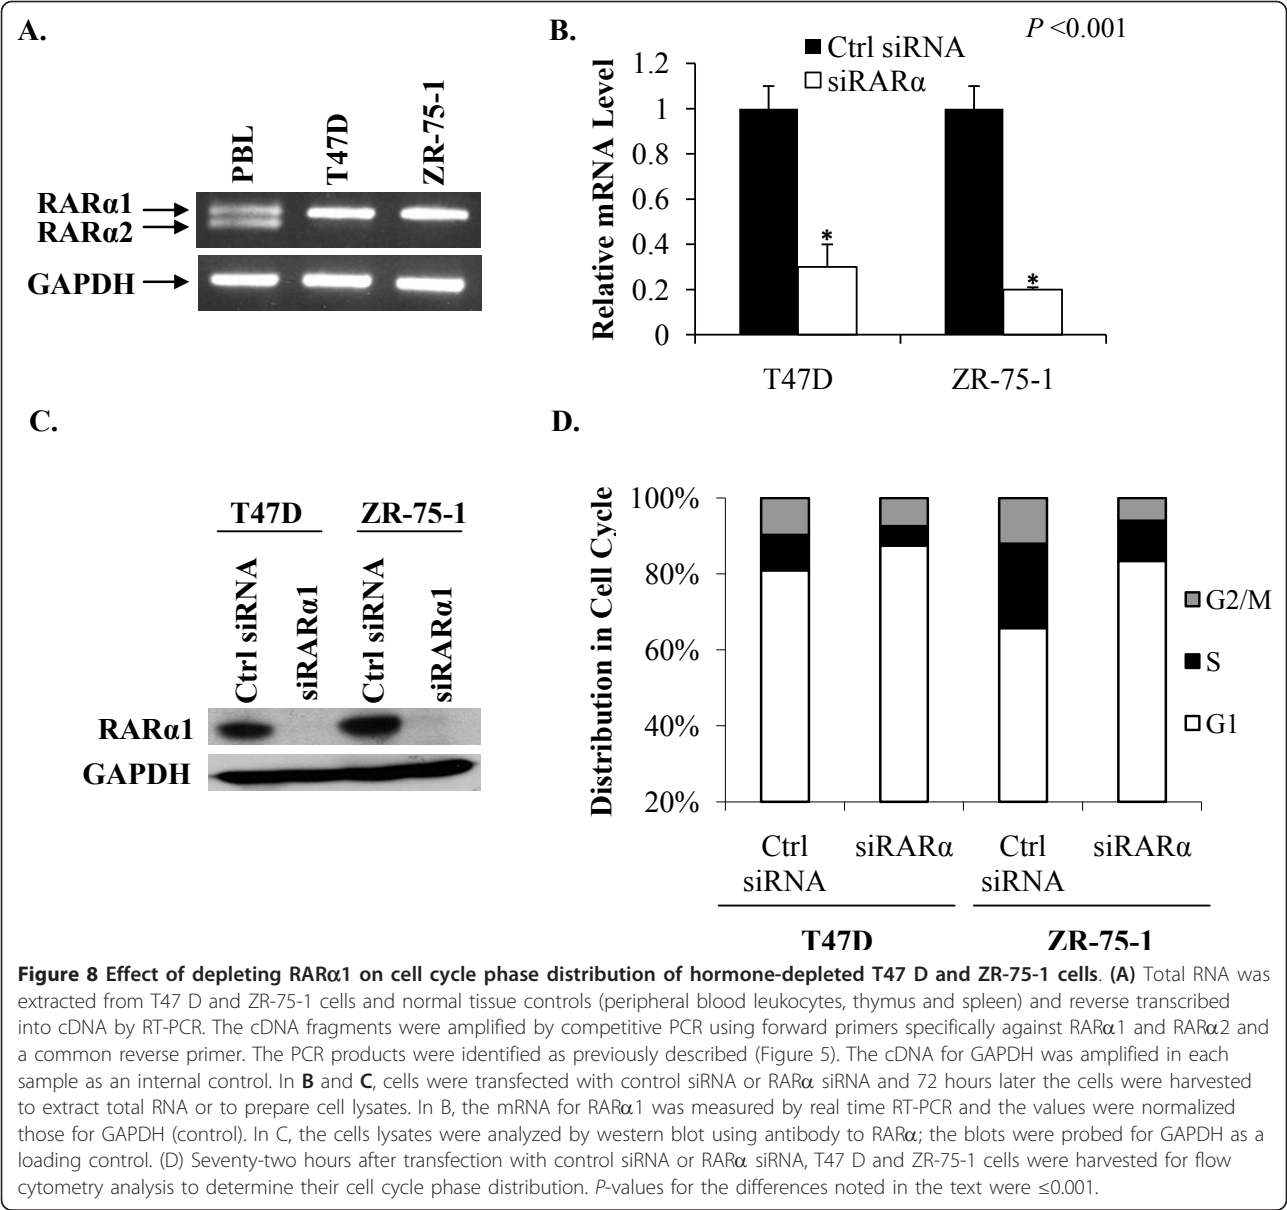 A.
PBL
T47D
ZR-75-1
RARα1
RARα2
GAPDH
B.
P <0.001
Ctrl siRNA
siRARα
Relative mRNA Level
1.2
1
0.8
0.6
0.4
0.2
0
*
*
T47D
ZR-75-1
C.
T47D
ZR-75-1
Ctrl siRNA
siRARα1
Ctrl siRNA
siRARα1
RARα1
GAPDH
D.
Distribution in Cell Cycle
100%
80%
60%
40%
20%
G2/M
S
G1
Ctrl
siRNA
siRARα
Ctrl
siRNA
siRARα
T47D
ZR-75-1
Figure 8 Effect of depleting RARα1 on cell cycle phase distribution of hormone-depleted T47 D and ZR-75-1 cells. (A) Total RNA was
extracted from T47 D and ZR-75-1 cells and normal tissue controls (peripheral blood leukocytes, thymus and spleen) and reverse transcribed
into cDNA by RT-PCR. The cDNA fragments were amplified by competitive PCR using forward primers specifically against RARα1 and RARα2 and
a common reverse primer. The PCR products were identified as previously described (Figure 5). The cDNA for GAPDH was amplified in each
sample as an internal control. In B and C, cells were transfected with control siRNA or RARα siRNA and 72 hours later the cells were harvested
to extract total RNA or to prepare cell lysates. In B, the mRNA for RARα1 was measured by real time RT-PCR and the values were normalized
those for GAPDH (control). In C, the cells lysates were analyzed by western blot using antibody to RARα; the blots were probed for GAPDH as a
loading control. (D) Seventy-two hours after transfection with control siRNA or RARα siRNA, T47 D and ZR-75-1 cells were harvested for flow
cytometry analysis to determine their cell cycle phase distribution. P-values for the differences noted in the text were ≤0.001.